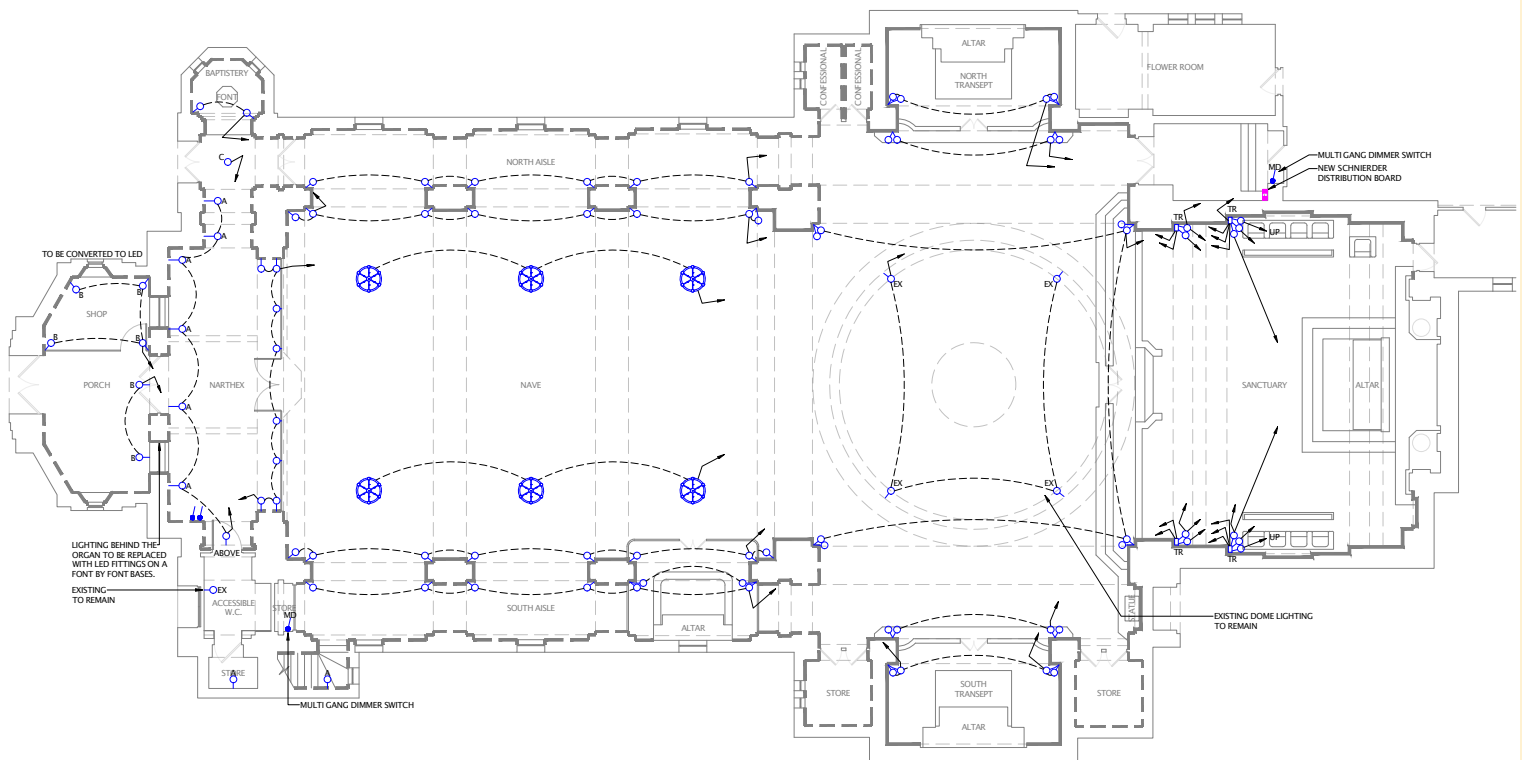 ALTAR
CONFESSIONAL
CONFESSIONAL
FLOWER ROOM
BAPTISTERY
NORTH
TRANSEPT
FONT
C
NORTH AISLE
MULTI GANG DIMMER SWITCH
MD
NEW SCHNIERDER
DISTRIBUTION BOARD
A
TR
TR
UP
A
TO BE CONVERTED TO LED
A
B
B
EX
EX
SHOP
A
B
B
PORCH
NARTHEX
NAVE
SANCTUARY
ALTAR
A
B
A
EX
EX
LIGHTING BEHIND THE
ORGAN TO BE REPLACED
WITH LED FITTINGS ON A
FONT BY FONT BASES.
ABOVE
TR
UP
TR
EXISTING
TO REMAIN
EX
ACCESSIBLE
W.C.
STORE
MD
SOUTH AISLE
ALTAR
STATUE
EXISTING DOME LIGHTING
TO REMAIN
STORE
A
A
MULTI GANG DIMMER SWITCH
STORE
SOUTH
TRANSEPT
STORE
ALTAR